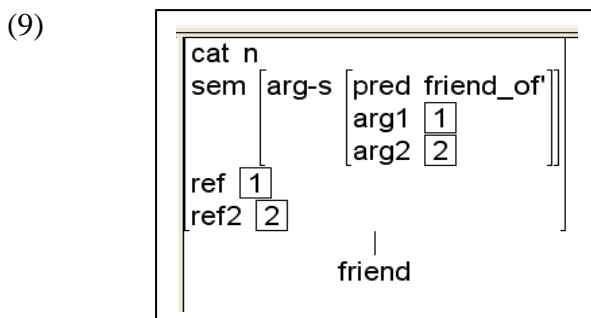 (9)
cat n
sem [arg-s [pred friend_of']]
arg1 1
arg2 2
ref 1
ref2 2
friend